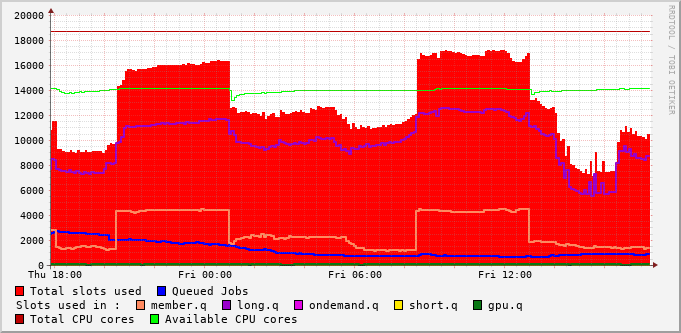 20000
18000
16000
14000
12000
10000
8000
6000
4000
2000
0
Thu 18:00 Fri 00:00 Fri 06:00 Fri 12:00
RRDTOOL / TOBI OETIKER
Total slots used Queued Jobs
Slots used in : member.q long.q ondemand.q short.q gpu.q
Total CPU cores Available CPU cores